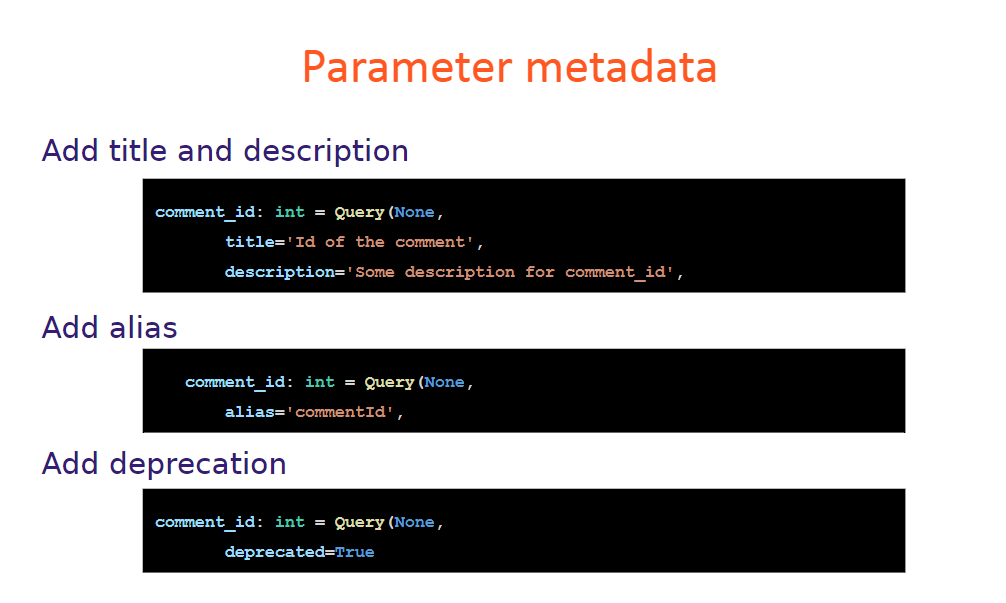 Parameter metadata
Add title and description
comment_id: int = Query(None,
title='Id of the comment',
description='Some description for comment_id',
Add alias
comment_id: int = Query(None,
alias='commentId',
Add deprecation
comment_id: int = Query(None,
deprecated=True